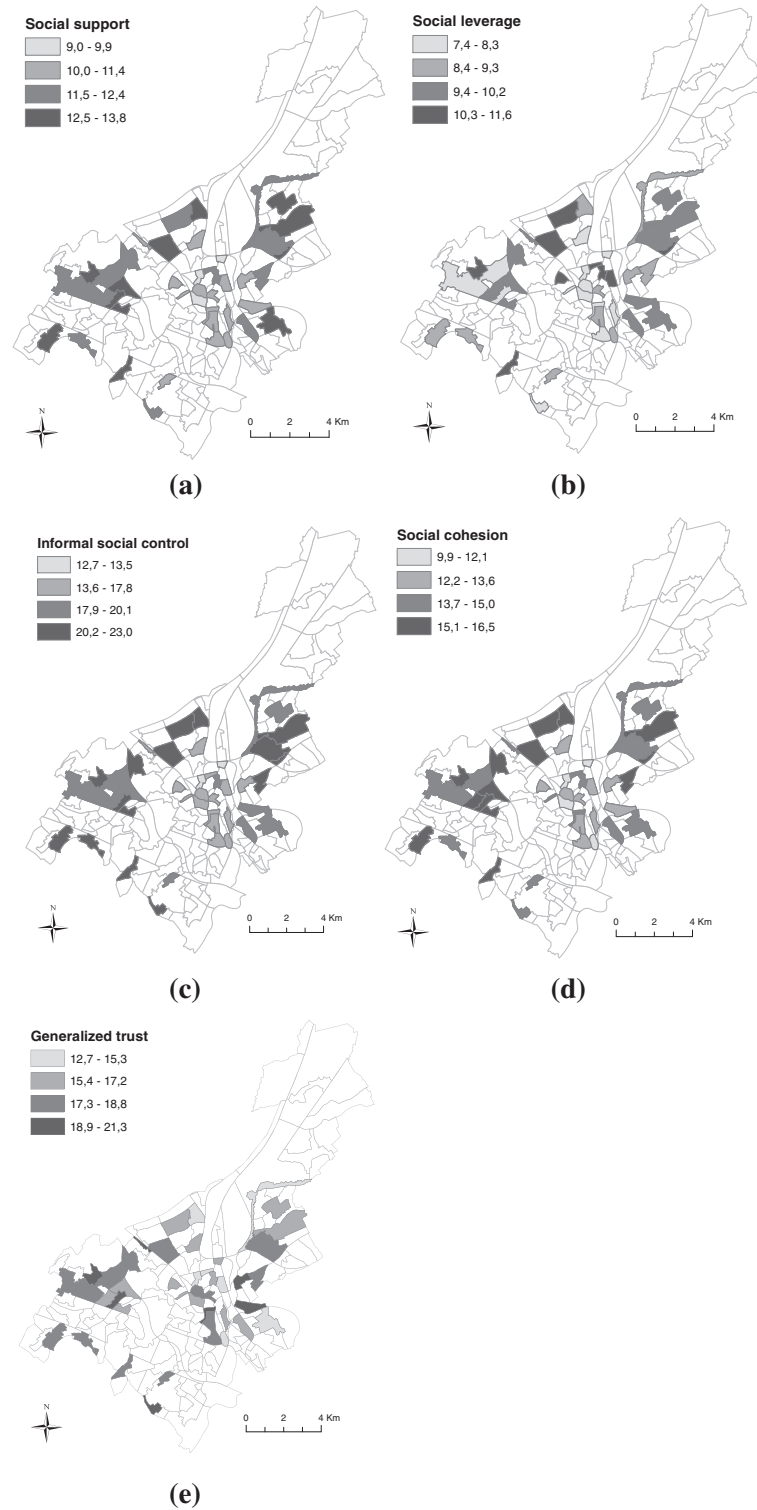 Social support
9,0 - 9,9
10,0 - 11,4
11,5 - 12,4
12,5 - 13,8
N
0 2 4 Km
(a)
Social leverage
7,4 - 8,3
8,4 - 9,3
9,4 - 10,2
10,3 - 11,6
N
0 2 4 Km
(b)
Informal social control
12,7 - 13,5
13,6 - 17,8
17,9 - 20,1
20,2 - 23,0
N
0 2 4 Km
(c)
Social cohesion
9,9 - 12,1
12,2 - 13,6
13,7 - 15,0
15,1 - 16,5
N
0 2 4 Km
(d)
Generalized trust
12,7 - 15,3
15,4 - 17,2
17,3 - 18,8
18,9 - 21,3
N
0 2 4 Km
(e)